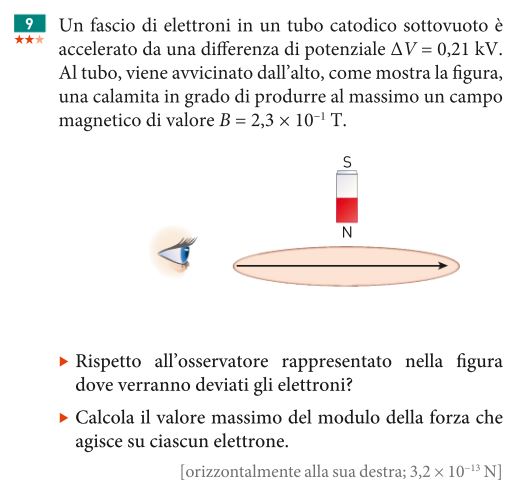 9 Un fascio di elettroni in un tubo catodico sottovuoto è
accelerato da una differenza di potenziale ΔV = 0,21 kV.
Al tubo, viene avvicinato dall'alto, come mostra la figura,
una calamita in grado di produrre al massimo un campo
magnetico di valore B = 2,3 × 10⁻¹ T.
S
N
▶ Rispetto all'osservatore rappresentato nella figura
dove verranno deviati gli elettroni?
▶ Calcola il valore massimo del modulo della forza che
agisce su ciascun elettrone.
[orizzontalmente alla sua destra; 3,2 × 10⁻¹³ N]